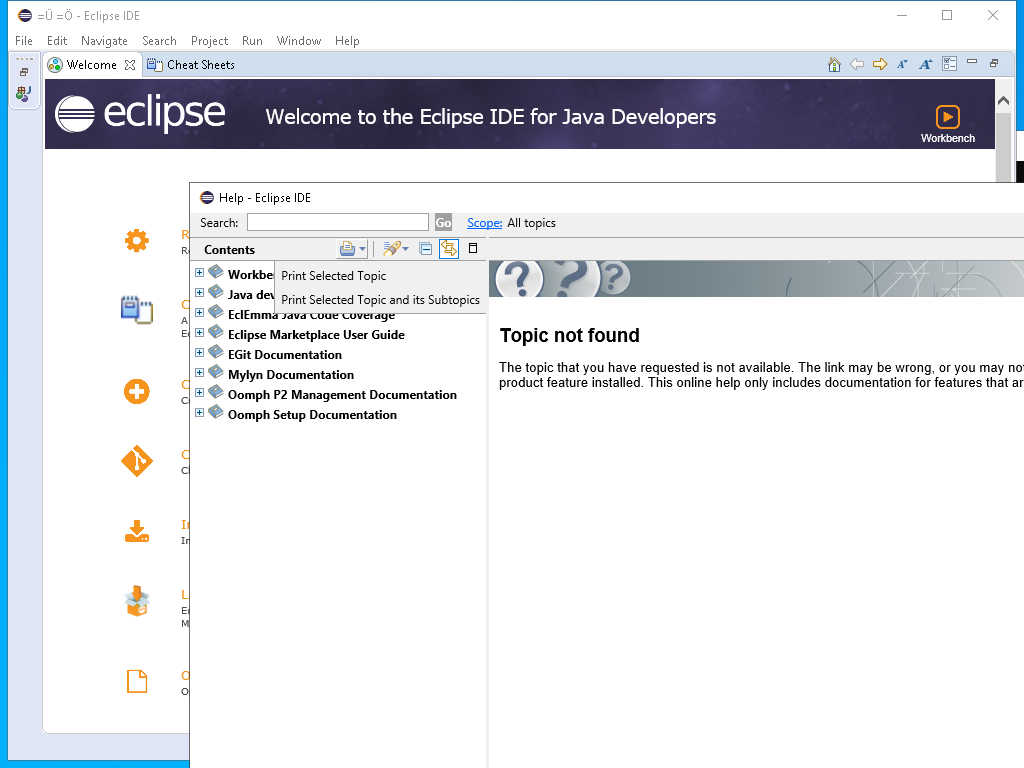 =Ü =Ö - Eclipse IDE
File Edit Navigate Search Project Run Window Help
Welcome Cheat Sheets
eclipse Welcome to the Eclipse IDE for Java Developers
Workbench
Help - Eclipse IDE
Search: Go Scope: All topics
Contents
Print Selected Topic
Print Selected Topic and its Subtopics
Java dev
EclEmma Java Code Coverage
Eclipse Marketplace User Guide
EGit Documentation
Mylyn Documentation
Oomph P2 Management Documentation
Oomph Setup Documentation
Topic not found
The topic that you have requested is not available. The link may be wrong, or you may not
product feature installed. This online help only includes documentation for features that ar